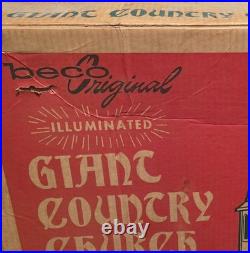 GIANT COUNTRY
beco Original
ILLUMINATED
GIANT
COUNTRY
CHURCH